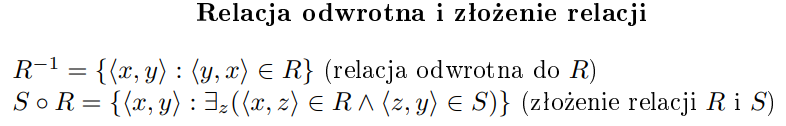 Relacja odwrotna i złożenie relacji
R⁻¹ = {⟨x, y⟩ : ⟨y, x⟩ ∈ R} (relacja odwrotna do R)
S ∘ R = {⟨x, y⟩ : ∃z(⟨x, z⟩ ∈ R ∧ ⟨z, y⟩ ∈ S)} (złożenie relacji R i S)